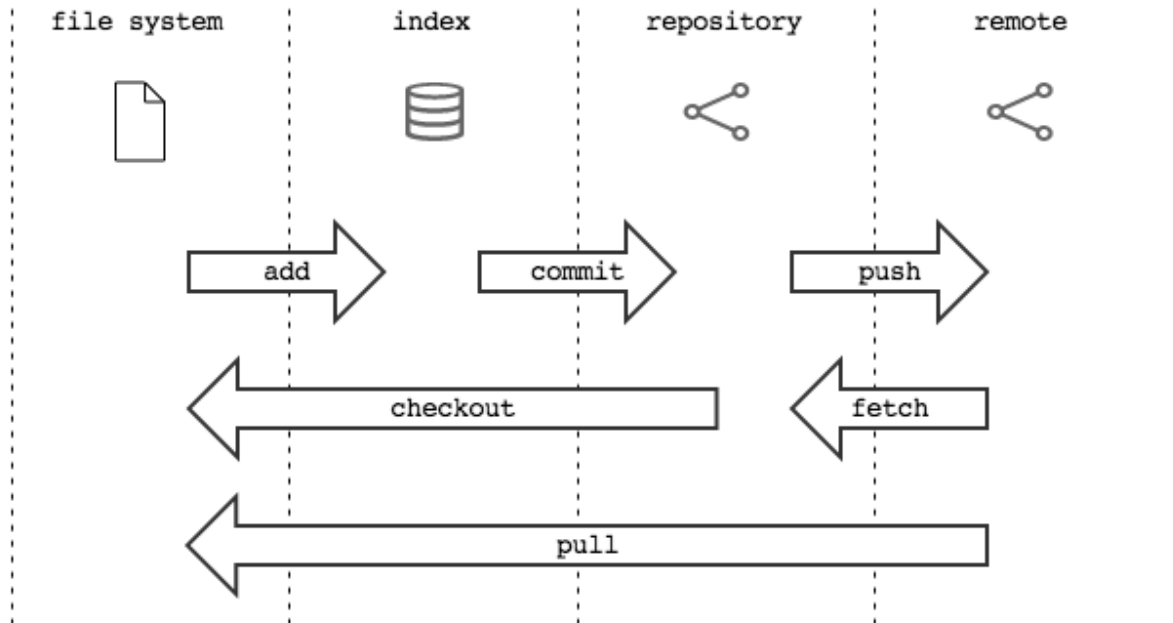 file system index repository remote
add commit push
checkout fetch
pull